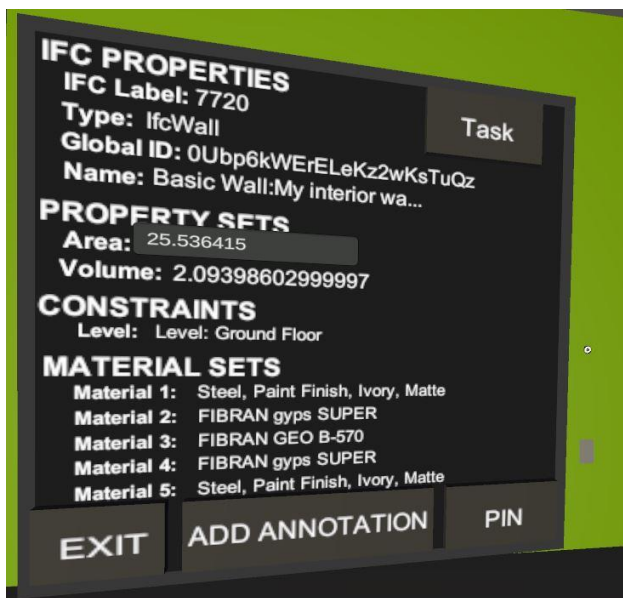 IFC PROPERTIES
IFC Label: 7720
Type: IfcWall
Task
Global ID: 0Ubp6kWErELeKz2wKsTuQz
Name: Basic Wall:My interior wa...
PROPERTY SETS
Area: 25.536415
Volume: 2.09398602999997
CONSTRAINTS
Level: Level: Ground Floor
MATERIAL SETS
Material 1: Steel, Paint Finish, Ivory, Matte
Material 2: FIBRAN gyps SUPER
Material 3: FIBRAN GEO B-570
Material 4: FIBRAN gyps SUPER
Material 5: Steel, Paint Finish, Ivory, Matte
EXIT ADD ANNOTATION PIN